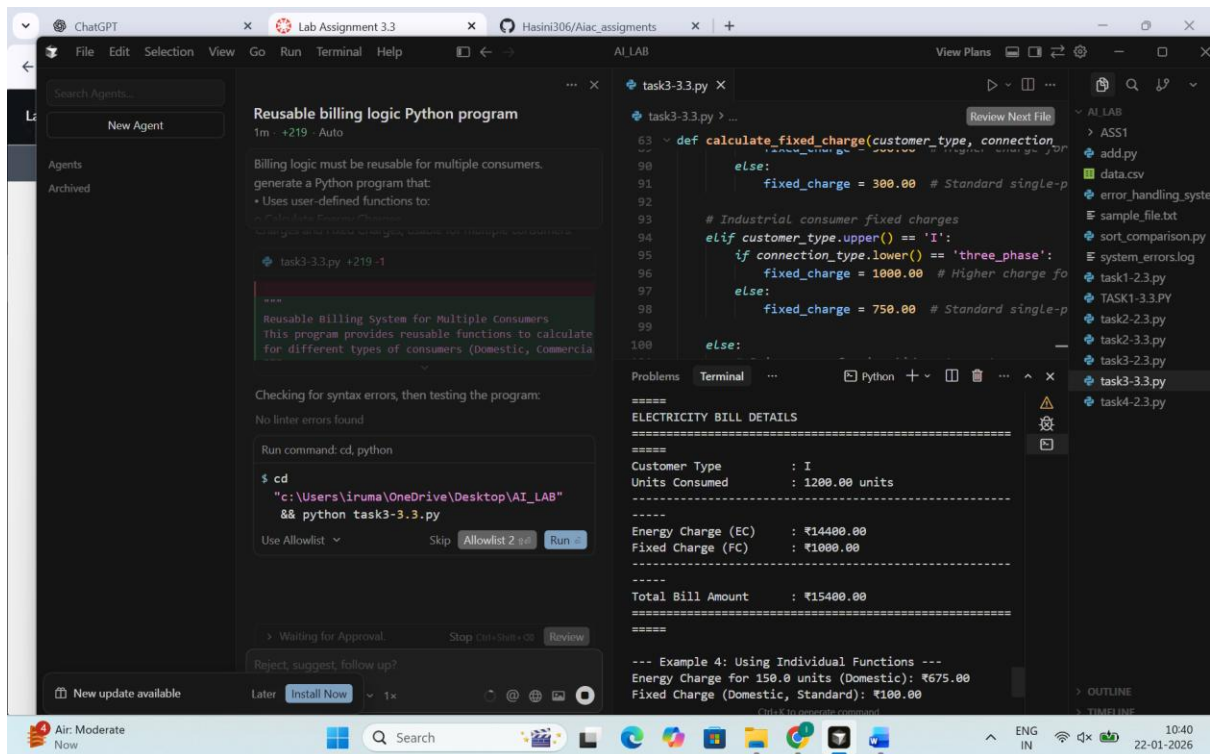 ChatGPT
Lab Assignment 3.3
Hasini306/Aiac_assigments
File Edit Selection View Go Run Terminal Help
AI_LAB
View Plans
Search Agents...
New Agent
Agents
Archived
Reusable billing logic Python program
1m · +219 · Auto
Billing logic must be reusable for multiple consumers.
generate a Python program that:
• Uses user-defined functions to:
task3-3.3.py +219 -1
"""
Reusable Billing System for Multiple Consumers
This program provides reusable functions to calculate
for different types of consumers (Domestic, Commercia
Checking for syntax errors, then testing the program:
No linter errors found
Run command: cd, python
$ cd
"c:\Users\iruma\OneDrive\Desktop\AI_LAB"
&& python task3-3.3.py
Use Allowlist
Skip
Allowlist 2
Run
> Waiting for Approval.
Stop
Review
Reject, suggest, follow up?
1×
New update available
Later
Install Now
task3-3.3.py
task3-3.3.py > ...
Review Next File
63 def calculate_fixed_charge(customer_type, connection_
90 else:
91 fixed_charge = 300.00 # Standard single-p
92
93 # Industrial consumer fixed charges
94 elif customer_type.upper() == 'I':
95 if connection_type.lower() == 'three_phase':
96 fixed_charge = 1000.00 # Higher charge fo
97 else:
98 fixed_charge = 750.00 # Standard single-p
99
100 else:
Problems Terminal ... Python
=====
ELECTRICITY BILL DETAILS
=======================================================
=====
Customer Type : I
Units Consumed : 1200.00 units
-------------------------------------------------------
-----
Energy Charge (EC) : ₹14400.00
Fixed Charge (FC) : ₹1000.00
-------------------------------------------------------
-----
Total Bill Amount : ₹15400.00
=======================================================
=====
--- Example 4: Using Individual Functions ---
Energy Charge for 150.0 units (Domestic): ₹675.00
Fixed Charge (Domestic, Standard): ₹100.00
Ctrl+K to generate command
AI_LAB
> ASS1
add.py
data.csv
error_handling_syste
sample_file.txt
sort_comparison.py
system_errors.log
task1-2.3.py
TASK1-3.3.PY
task2-2.3.py
task2-3.3.py
task3-2.3.py
task3-3.3.py
task4-2.3.py
> OUTLINE
> TIMELINE
4
Air: Moderate
Now
Search
ENG
IN
10:40
22-01-2026